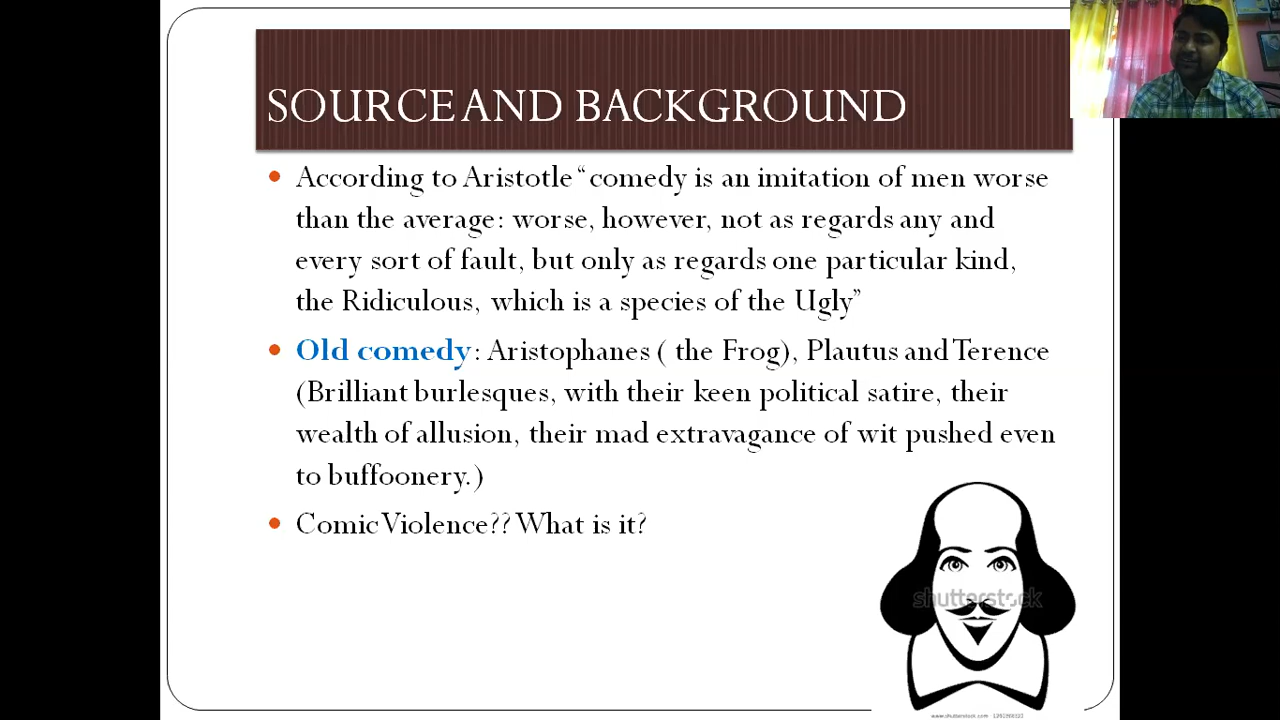 SOURCE AND BACKGROUND
According to Aristotle “comedy is an imitation of men worse
than the average: worse, however, not as regards any and
every sort of fault, but only as regards one particular kind,
the Ridiculous, which is a species of the Ugly”
Old comedy: Aristophanes ( the Frog), Plautus and Terence
(Brilliant burlesques, with their keen political satire, their
wealth of allusion, their mad extravagance of wit pushed even
to buffoonery.)
Comic Violence?? What is it?
shutterstock